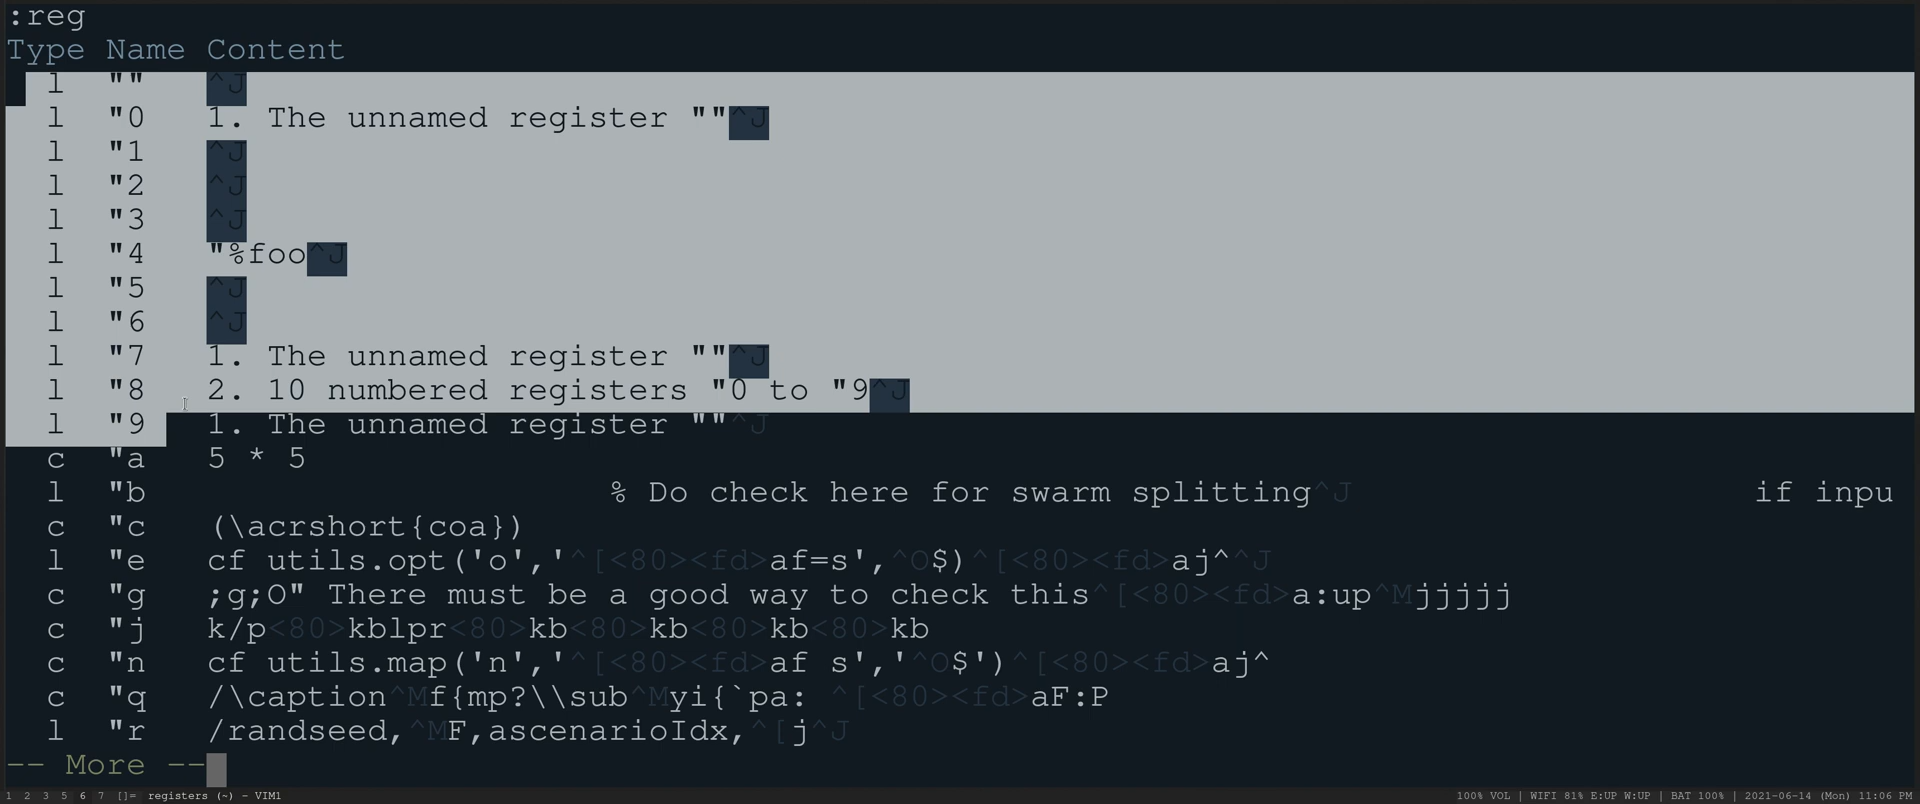 :reg
Type Name Content
l "" ^J
l "0 1. The unnamed register ""^J
l "1 ^J
l "2 ^J
l "3 ^J
l "4 "%foo^J
l "5 ^J
l "6 ^J
l "7 1. The unnamed register ""^J
l "8 2. 10 numbered registers "0 to "9^J
l "9 1. The unnamed register ""^J
c "a 5 * 5
l "b % Do check here for swarm splitting^J if inpu
c "c (\acrshort{coa})
l "e cf utils.opt('o','^[<80><fd>af=s',^O$)^[<80><fd>aj^^J
c "g ;g;O" There must be a good way to check this^[<80><fd>a:up^Mjjjjj
c "j k/p<80>kblpr<80>kb<80>kb<80>kb<80>kb
c "n cf utils.map('n','^[<80><fd>af s','^O$')^[<80><fd>aj^
c "q /\caption^Mf{mp?\\sub^Myi{`pa: ^[<80><fd>aF:P
l "r /randseed,^MF,ascenarioIdx,^[j^J
-- More --
1 2 3 5 6 7 []= registers (~) - VIM1 100% VOL | WIFI 81% E:UP W:UP | BAT 100% | 2021-06-14 (Mon) 11:06 PM